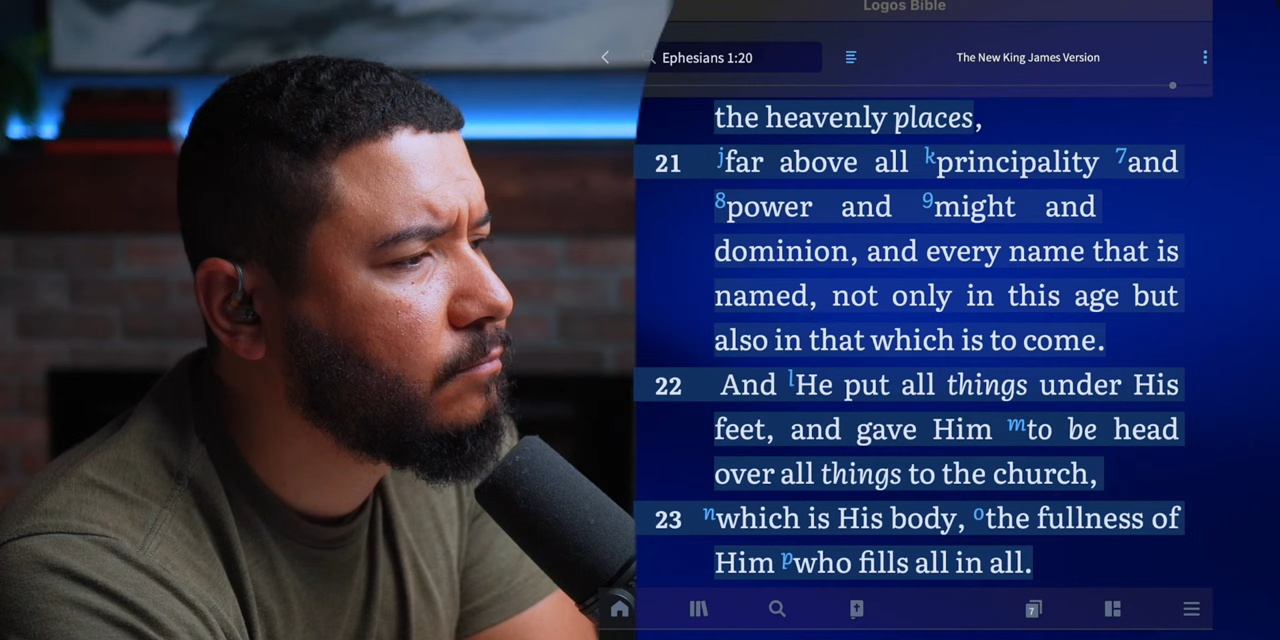 Logos Bible
Ephesians 1:20
The New King James Version
the heavenly places,
21 jfar above all kprincipality 7and
8power and 9might and
dominion, and every name that is
named, not only in this age but
also in that which is to come.
22 And lHe put all things under His
feet, and gave Him mto be head
over all things to the church,
23 nwhich is His body, othe fullness of
Him pwho fills all in all.
7